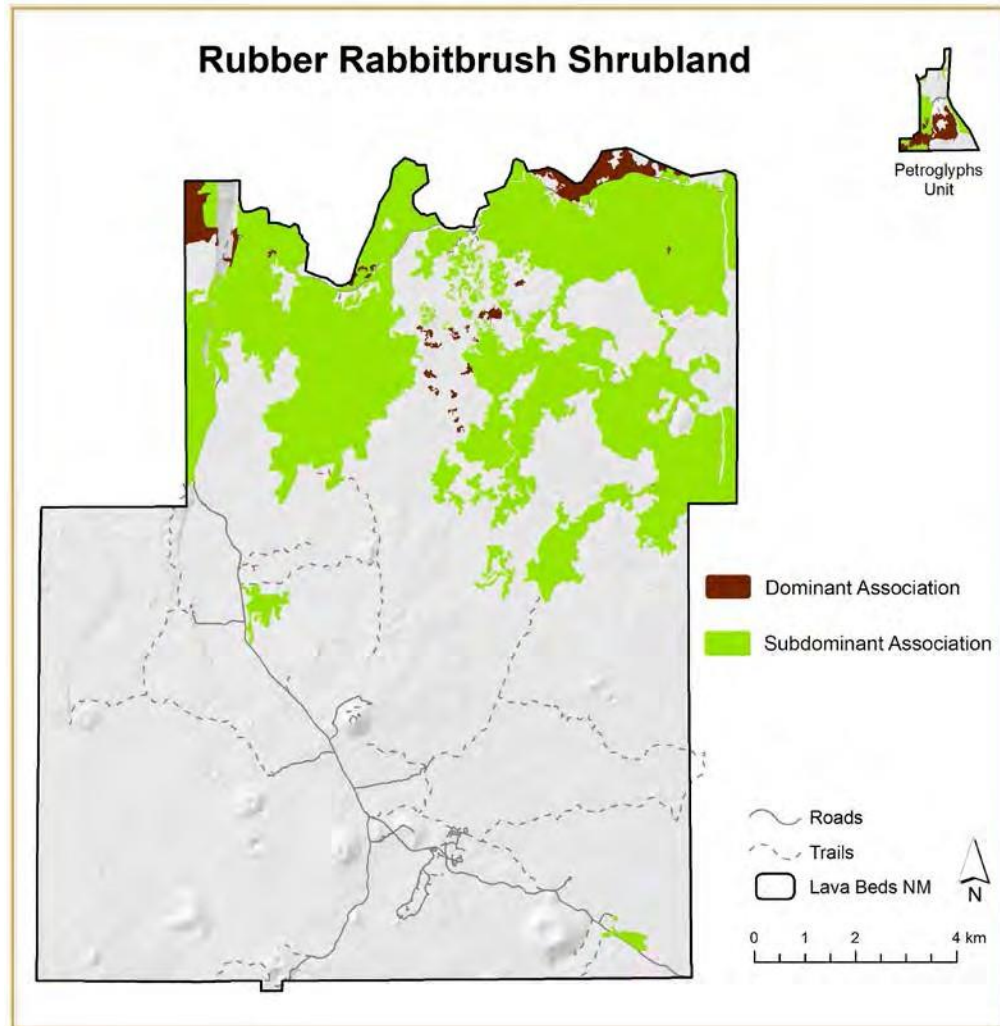 Rubber Rabbitbrush Shrubland
Petroglyphs
Unit
Dominant Association
Subdominant Association
Roads
Trails
Lava Beds NM
N
0 1 2 4 km